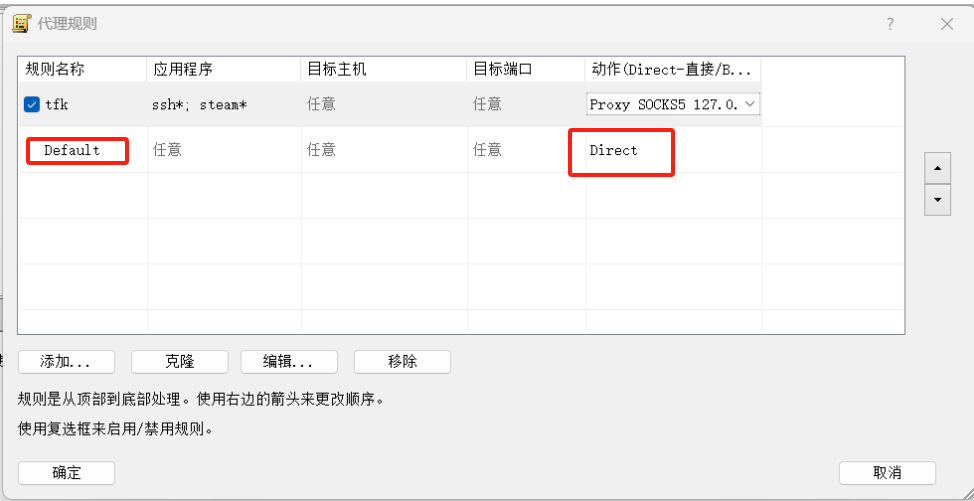 代理规则
规则名称 应用程序 目标主机 目标端口 动作(Direct-直接/B...
tfk ssh*; steam* 任意 任意 Proxy SOCKS5 127.0.
Default 任意 任意 任意 Direct
添加... 克隆 编辑... 移除
规则是从顶部到底部处理。使用右边的箭头来更改顺序。
使用复选框来启用/禁用规则。
确定 取消